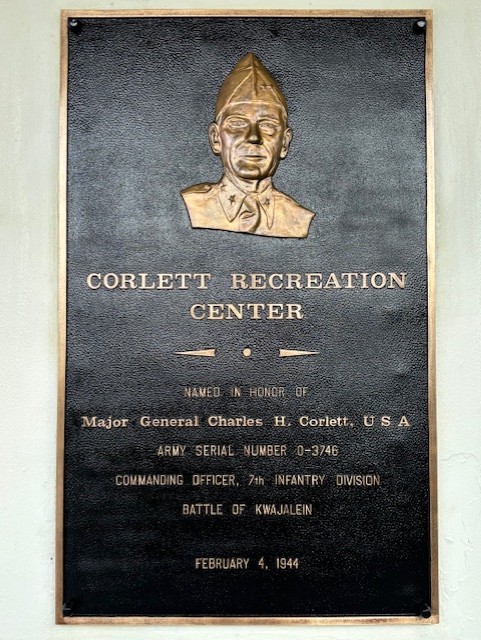 CORLETT RECREATION
CENTER
NAMED IN HONOR OF
Major General Charles H. Corlett, U S A
ARMY SERIAL NUMBER 0-3746
COMMANDING OFFICER, 7th INFANTRY DIVISION
BATTLE OF KWAJALEIN
FEBRUARY 4, 1944